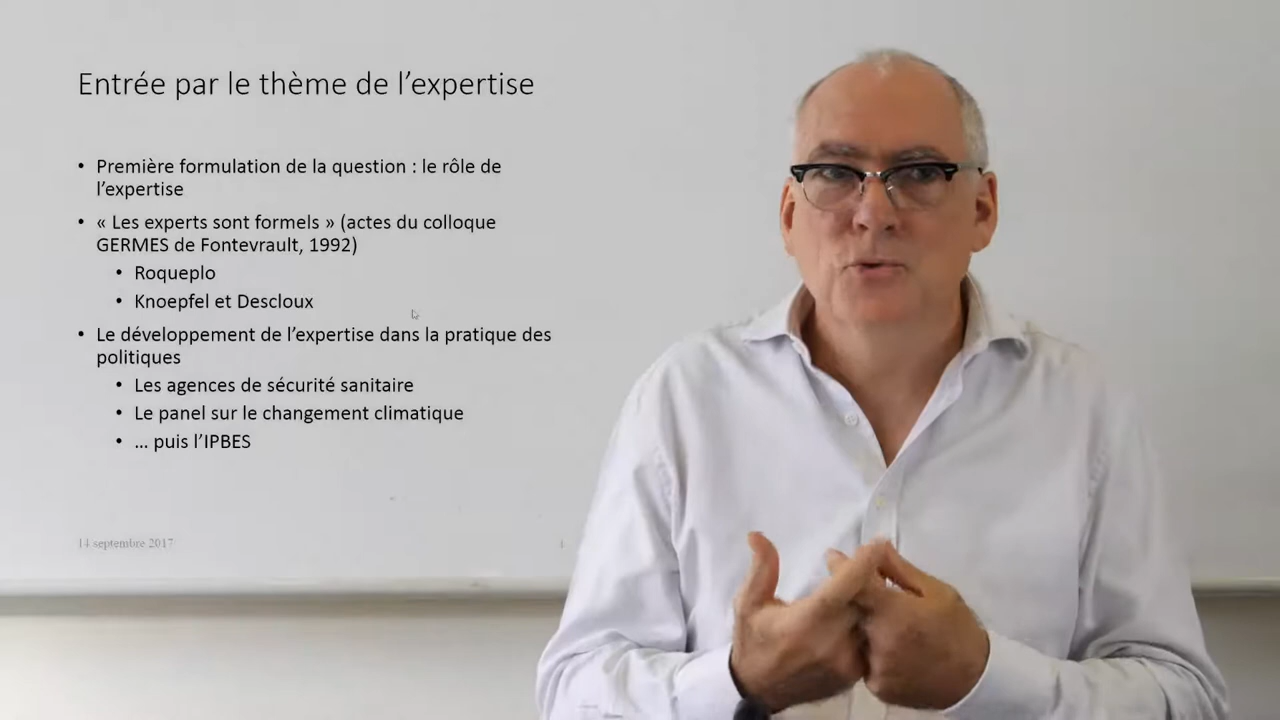 Entrée par le thème de l’expertise
• Première formulation de la question : le rôle de
l’expertise
• « Les experts sont formels » (actes du colloque
GERMES de Fontevrault, 1992)
• Roqueplo
• Knoepfel et Descloux
• Le développement de l’expertise dans la pratique des
politiques
• Les agences de sécurité sanitaire
• Le panel sur le changement climatique
• ... puis l’IPBES
14 septembre 2017
1